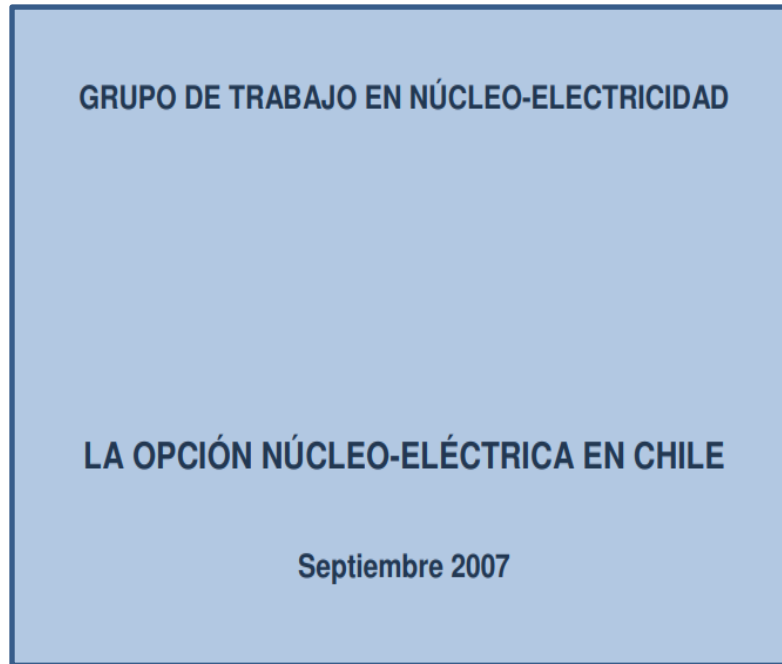 GRUPO DE TRABAJO EN NÚCLEO-ELECTRICIDAD
LA OPCIÓN NÚCLEO-ELÉCTRICA EN CHILE
Septiembre 2007